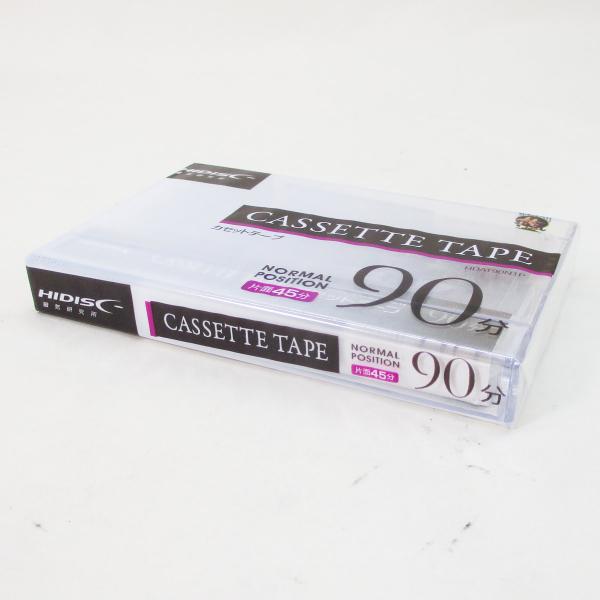 HIDISC
CASSETTE TAPE
カセットテープ
HDAT90N1P
NORMAL
POSITION
片面45分
90分
HIDISC
磁気研究所
CASSETTE TAPE
NORMAL
POSITION
片面45分
90分